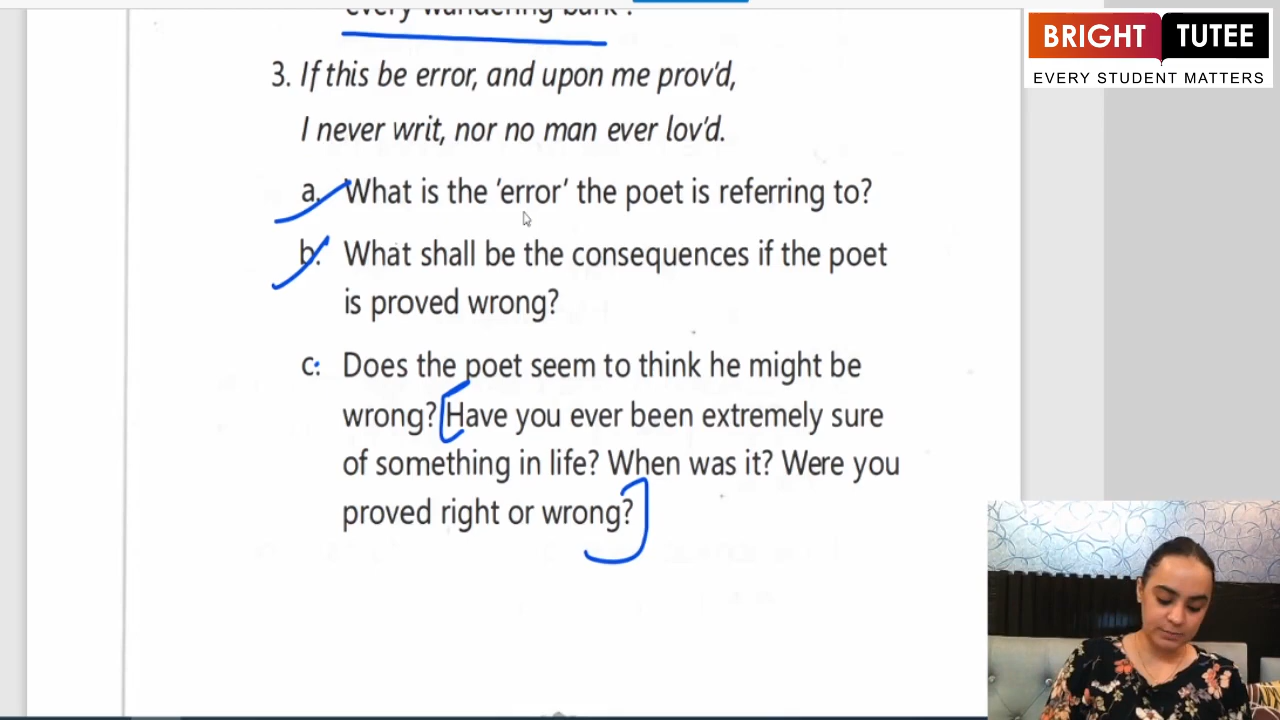 every wandering bark'.
BRIGHT TUTEE
EVERY STUDENT MATTERS
3. If this be error, and upon me prov'd,
I never writ, nor no man ever lov'd.
a. What is the 'error' the poet is referring to?
b. What shall be the consequences if the poet
is proved wrong?
c. Does the poet seem to think he might be
wrong? Have you ever been extremely sure
of something in life? When was it? Were you
proved right or wrong?